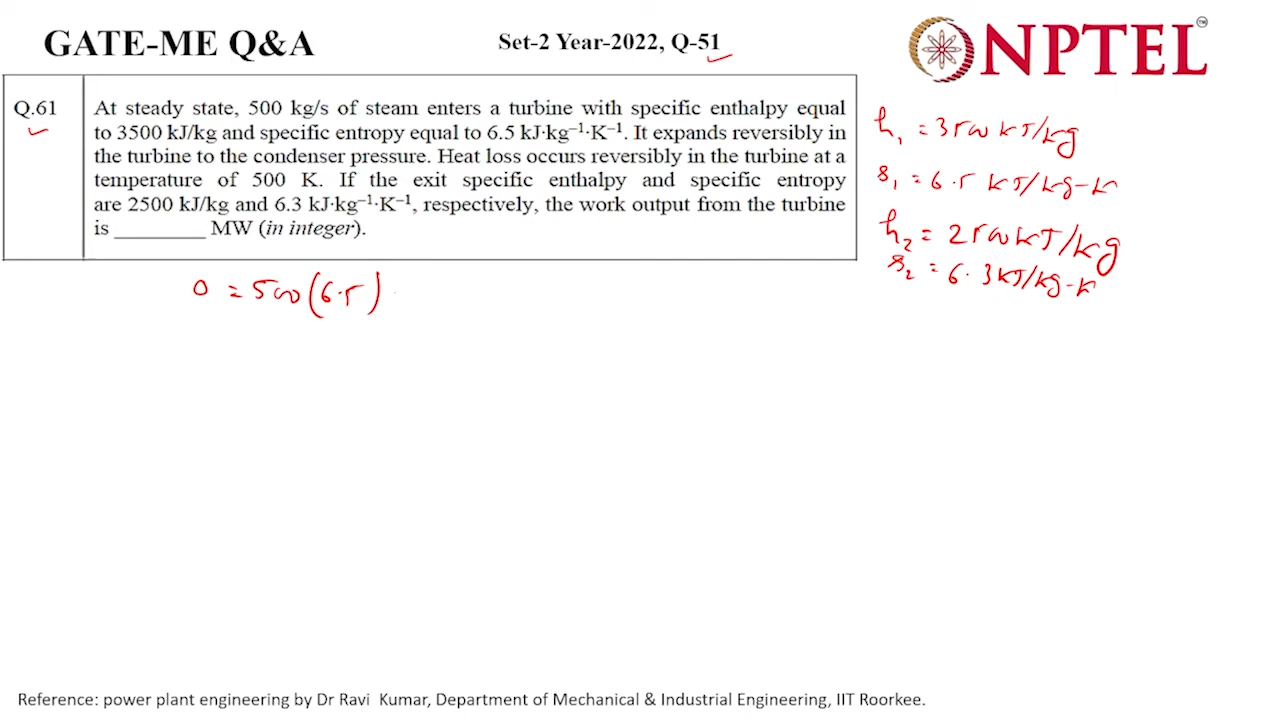 GATE-ME Q&A
Set-2 Year-2022, Q-51
NPTEL™
Q.61
At steady state, 500 kg/s of steam enters a turbine with specific enthalpy equal
to 3500 kJ/kg and specific entropy equal to 6.5 kJ·kg⁻¹·K⁻¹. It expands reversibly in
the turbine to the condenser pressure. Heat loss occurs reversibly in the turbine at a
temperature of 500 K. If the exit specific enthalpy and specific entropy
are 2500 kJ/kg and 6.3 kJ·kg⁻¹·K⁻¹, respectively, the work output from the turbine
is ________ MW (in integer).
h₁ = 3500 kJ/kg
s₁ = 6.5 kJ/kg-K
h₂ = 2500 kJ/kg
s₂ = 6.3 kJ/kg-K
0 = 500(6.5)
Reference: power plant engineering by Dr Ravi Kumar, Department of Mechanical & Industrial Engineering, IIT Roorkee.